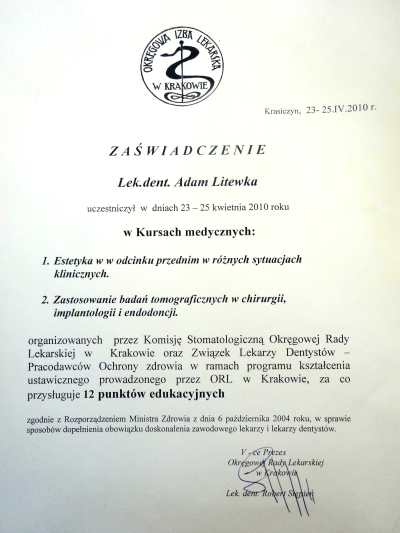 OKRĘGOWA IZBA LEKARSKA
W KRAKOWIE
Krasiczyn, 23- 25.IV.2010 r.
ZAŚWIADCZENIE
Lek.dent. Adam Litewka
uczestniczył w dniach 23 – 25 kwietnia 2010 roku
w Kursach medycznych:
1. Estetyka w w odcinku przednim w różnych sytuacjach
klinicznych.
2. Zastosowanie badań tomograficznych w chirurgii,
implantologii i endodoncji.
organizowanych przez Komisję Stomatologiczną Okręgowej Rady
Lekarskiej w Krakowie oraz Związek Lekarzy Dentystów –
Pracodawców Ochrony zdrowia w ramach programu kształcenia
ustawicznego prowadzonego przez ORL w Krakowie, za co
przysługuje 12 punktów edukacyjnych
zgodnie z Rozporządzeniem Ministra Zdrowia z dnia 6 października 2004 roku, w sprawie
sposobów dopełnienia obowiązku doskonalenia zawodowego lekarzy i lekarzy dentystów.
V - ce Prezes
Okręgowej Rady Lekarskiej
w Krakowie
Lek. dent. Robert Stępień